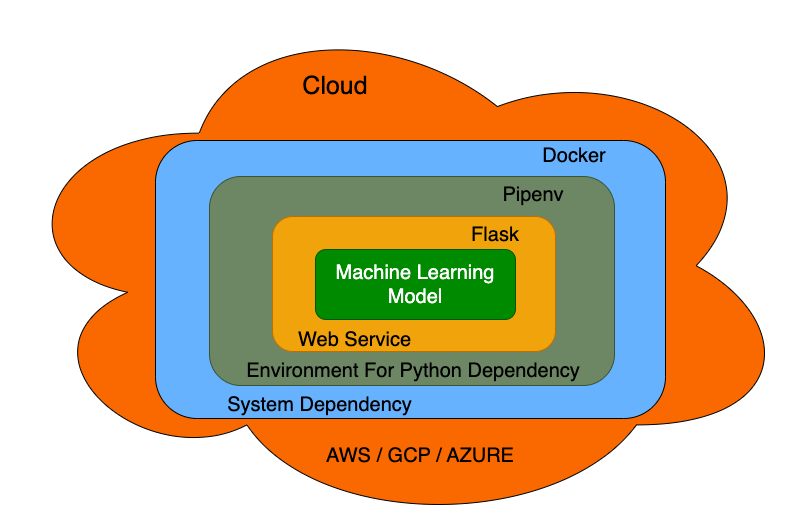 Cloud
Docker
Pipenv
Flask
Machine Learning
Model
Web Service
Environment For Python Dependency
System Dependency
AWS / GCP / AZURE